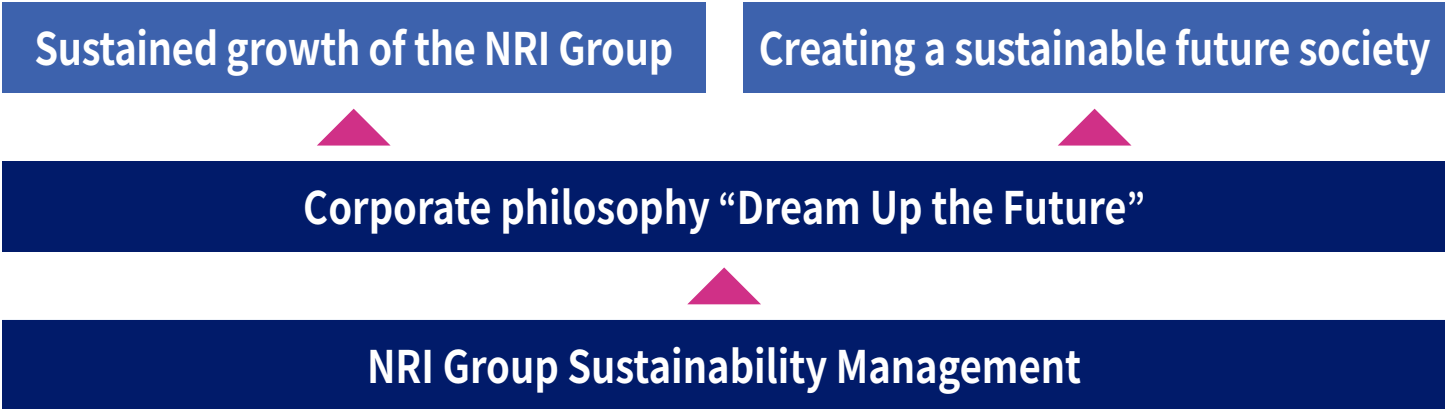 Sustained growth of the NRI Group
Creating a sustainable future society
Corporate philosophy “Dream Up the Future”
NRI Group Sustainability Management